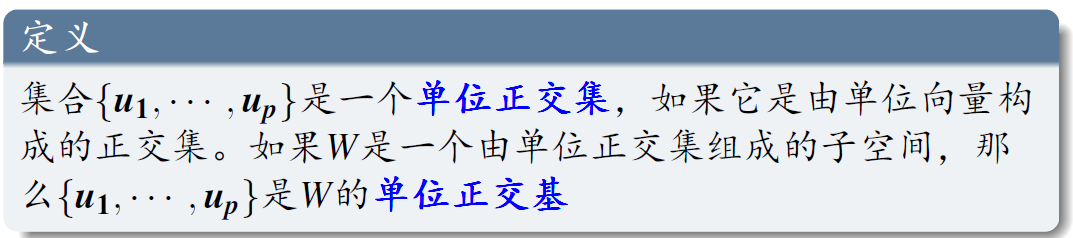 定义
集合{u₁,⋯,uₚ}是一个单位正交集，如果它是由单位向量构
成的正交集。如果W是一个由单位正交集组成的子空间，那
么{u₁,⋯,uₚ}是W的单位正交基